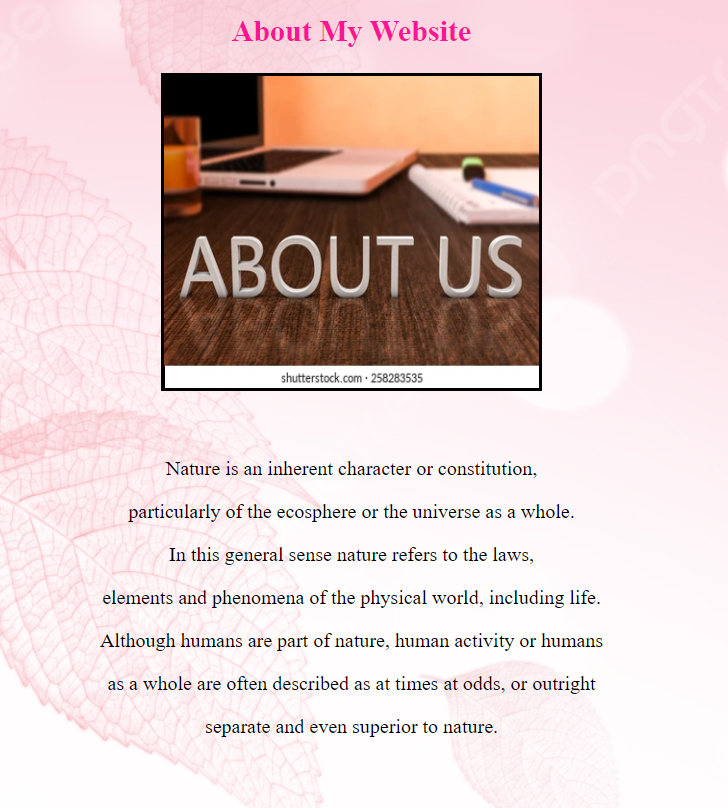 About My Website
pngtree
ABOUT US
shutterstock.com · 258283535
Nature is an inherent character or constitution,
particularly of the ecosphere or the universe as a whole.
In this general sense nature refers to the laws,
elements and phenomena of the physical world, including life.
Although humans are part of nature, human activity or humans
as a whole are often described as at times at odds, or outright
separate and even superior to nature.